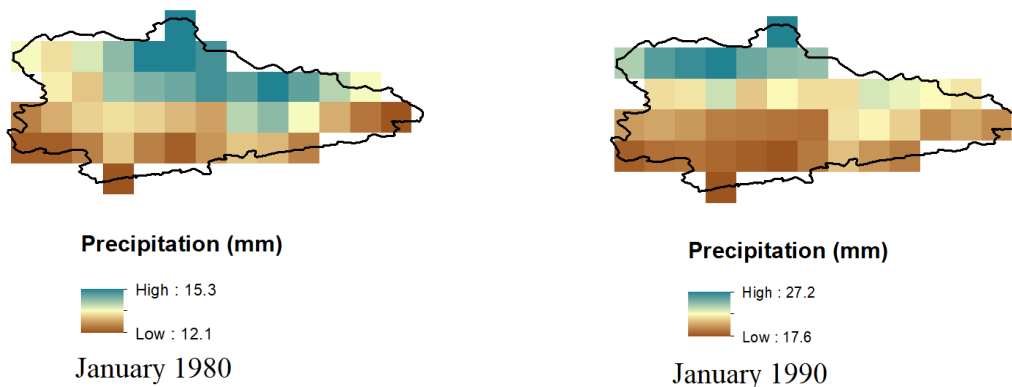 Precipitation (mm)
High : 15.3
Low : 12.1
January 1980
Precipitation (mm)
High : 27.2
Low : 17.6
January 1990